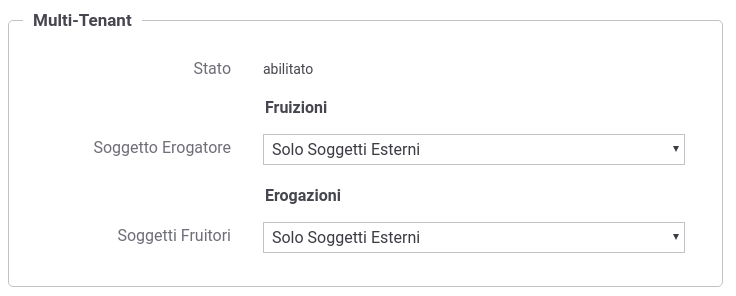 Multi-Tenant
Stato abilitato
Fruizioni
Soggetto Erogatore Solo Soggetti Esterni
Erogazioni
Soggetti Fruitori Solo Soggetti Esterni